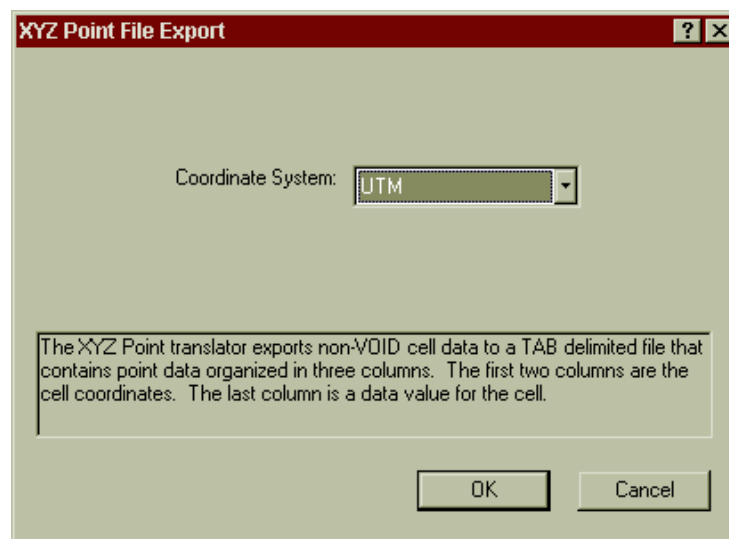 XYZ Point File Export
Coordinate System:
UTM
The XYZ Point translator exports non-VOID cell data to a TAB delimited file that
contains point data organized in three columns.  The first two columns are the
cell coordinates.  The last column is a data value for the cell.
OK
Cancel